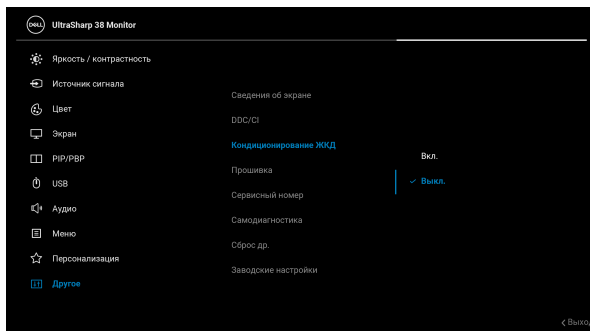 DELL UltraSharp 38 Monitor
Яркость / контрастность
Источник сигнала
Цвет
Экран
PIP/PBP
USB
Аудио
Меню
Персонализация
Другое
Сведения об экране
DDC/CI
Кондиционирование ЖКД
Прошивка
Сервисный номер
Самодиагностика
Сброс др.
Заводские настройки
Вкл.
Выкл.
Выхо